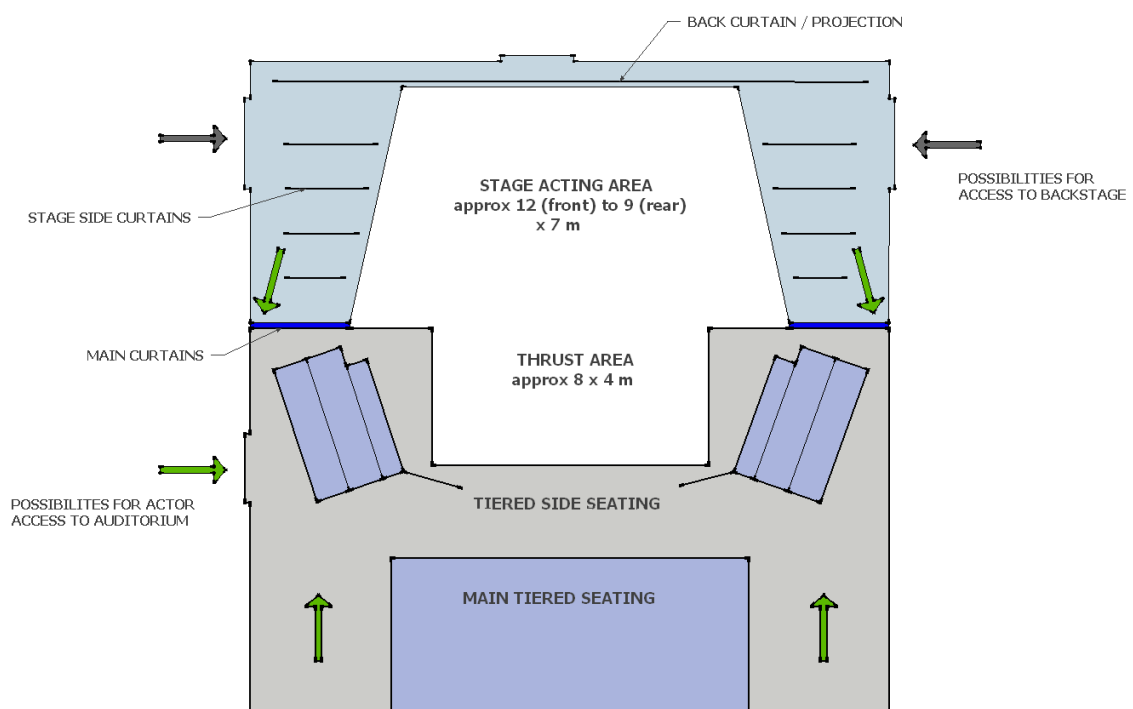 BACK CURTAIN / PROJECTION
STAGE ACTING AREA
approx 12 (front) to 9 (rear)
x 7 m
POSSIBILITIES FOR
ACCESS TO BACKSTAGE
STAGE SIDE CURTAINS
MAIN CURTAINS
THRUST AREA
approx 8 x 4 m
POSSIBILITES FOR ACTOR
ACCESS TO AUDITORIUM
TIERED SIDE SEATING
MAIN TIERED SEATING